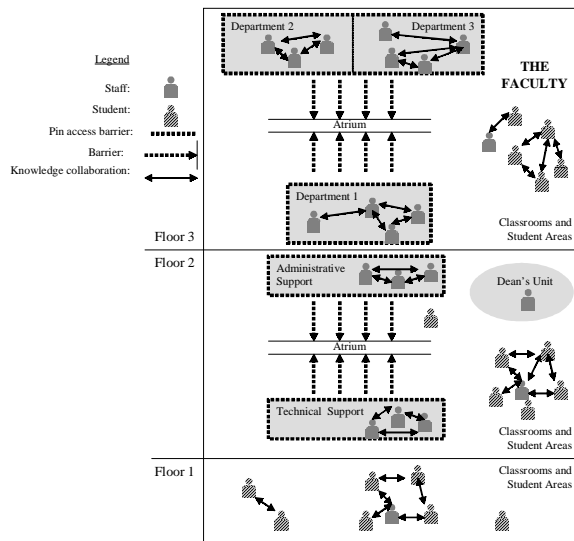 Department 2
Department 3
Legend
Staff:
Student:
Pin access barrier:
Barrier:
Knowledge collaboration:
THE
FACULTY
Atrium
Department 1
Classrooms and
Student Areas
Floor 3
Floor 2
Administrative
Support
Dean's Unit
Atrium
Technical Support
Classrooms and
Student Areas
Floor 1
Classrooms and
Student Areas